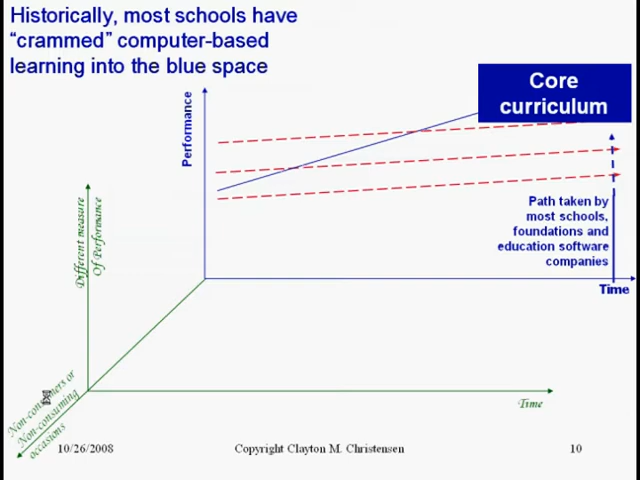 Historically, most schools have
“crammed” computer-based
learning into the blue space
Core
curriculum
Performance
Different measure
Of Performance
Path taken by
most schools,
foundations and
education software
companies
Time
Time
Non-consumers or
Non-consuming
occasions
10/26/2008
Copyright Clayton M. Christensen
10